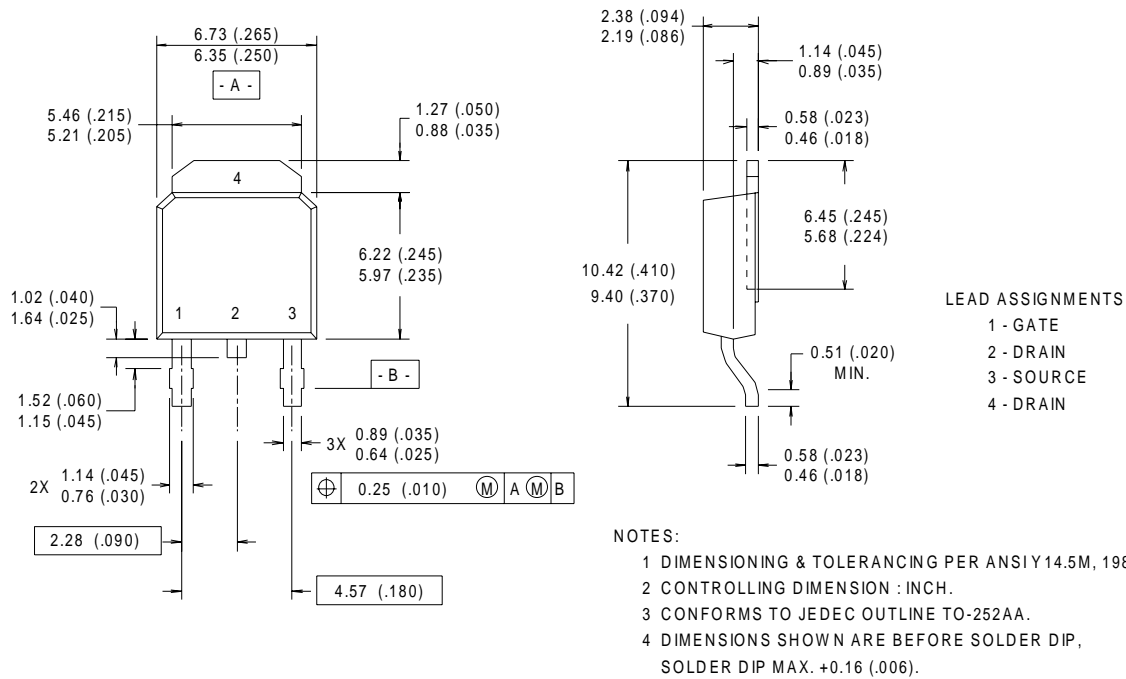 6.73 (.265)
6.35 (.250)
- A -
5.46 (.215)
5.21 (.205)
1.27 (.050)
0.88 (.035)
4
6.22 (.245)
5.97 (.235)
1.02 (.040)
1.64 (.025)
1 2 3
- B -
1.52 (.060)
1.15 (.045)
3X 0.89 (.035)
0.64 (.025)
2X 1.14 (.045)
0.76 (.030)
⌖ 0.25 (.010) Ⓜ A Ⓜ B
2.28 (.090)
4.57 (.180)
2.38 (.094)
2.19 (.086)
1.14 (.045)
0.89 (.035)
0.58 (.023)
0.46 (.018)
6.45 (.245)
5.68 (.224)
10.42 (.410)
9.40 (.370)
0.51 (.020)
MIN.
0.58 (.023)
0.46 (.018)
LEAD ASSIGNMENTS
1 - GATE
2 - DRAIN
3 - SOURCE
4 - DRAIN
NOTES:
1 DIMENSIONING & TOLERANCING PER ANSI Y14.5M, 198
2 CONTROLLING DIMENSION : INCH.
3 CONFORMS TO JEDEC OUTLINE TO-252AA.
4 DIMENSIONS SHOWN ARE BEFORE SOLDER DIP,
SOLDER DIP MAX. +0.16 (.006).